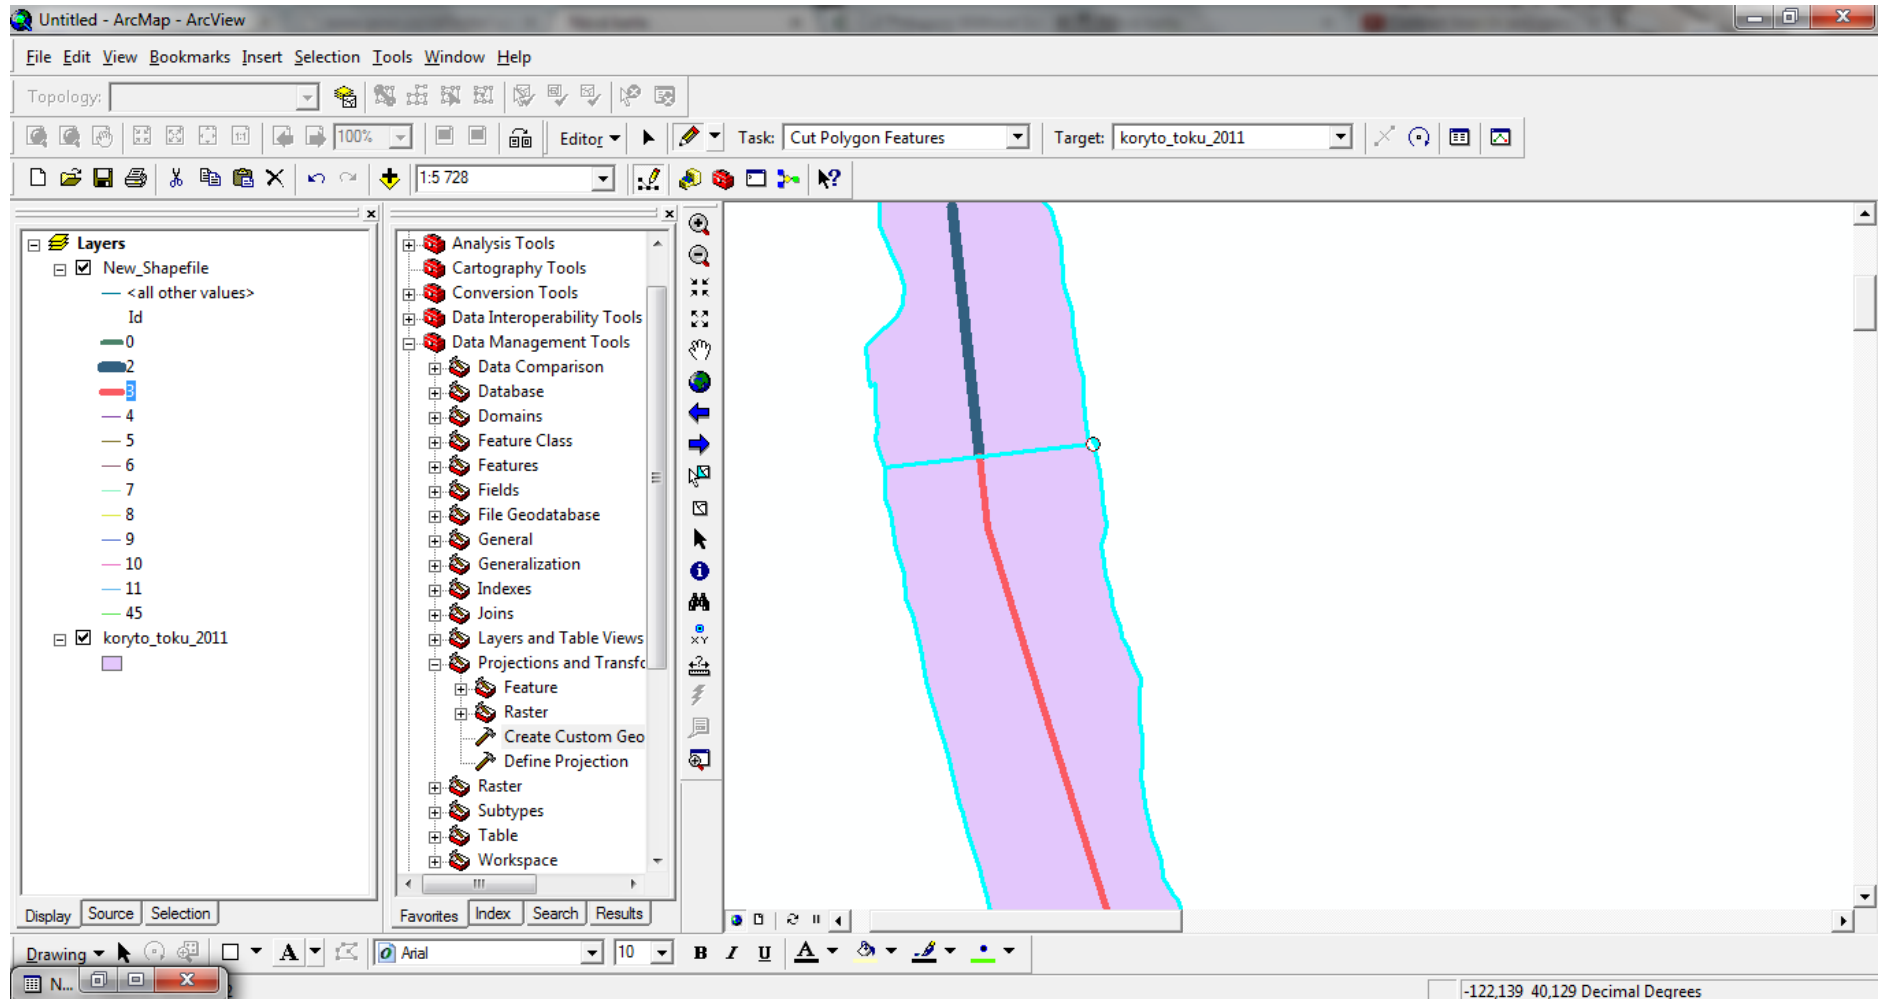 Untitled - ArcMap - ArcView
File Edit View Bookmarks Insert Selection Tools Window Help
Topology:
100% Editor Task: Cut Polygon Features Target: koryto_toku_2011
1:5 728
Layers
New_Shapefile
<all other values>
Id
0
2
3
4
5
6
7
8
9
10
11
45
koryto_toku_2011
Display Source Selection
Analysis Tools
Cartography Tools
Conversion Tools
Data Interoperability Tools
Data Management Tools
Data Comparison
Database
Domains
Feature Class
Features
Fields
File Geodatabase
General
Generalization
Indexes
Joins
Layers and Table Views
Projections and Transfo
Feature
Raster
Create Custom Geo
Define Projection
Raster
Subtypes
Table
Workspace
Favorites Index Search Results
XY
Drawing A Arial 10 B I U A
N...
-122,139 40,129 Decimal Degrees